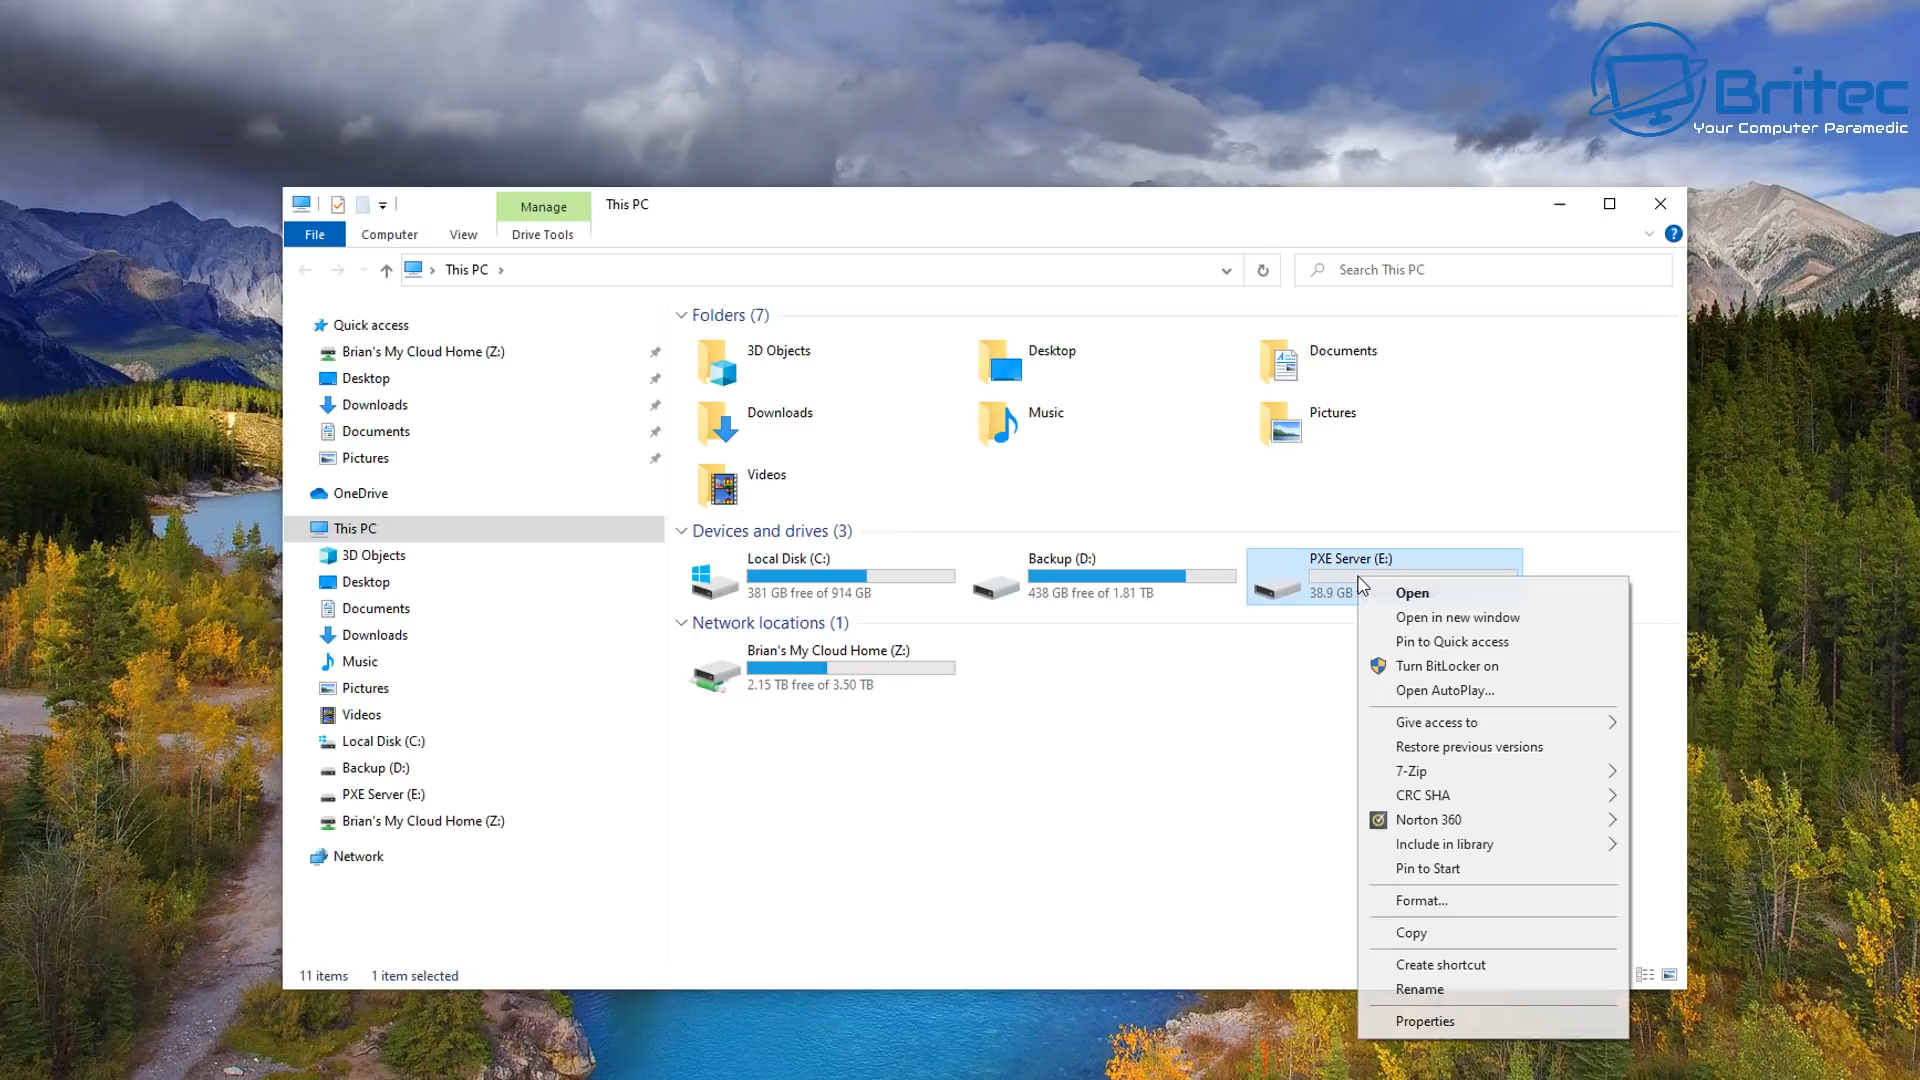 Britec
Your Computer Paramedic
Manage
This PC
File
Computer
View
Drive Tools
This PC
Search This PC
Quick access
Brian's My Cloud Home (Z:)
Desktop
Downloads
Documents
Pictures
OneDrive
This PC
3D Objects
Desktop
Documents
Downloads
Music
Pictures
Videos
Local Disk (C:)
Backup (D:)
PXE Server (E:)
Brian's My Cloud Home (Z:)
Network
Folders (7)
3D Objects
Desktop
Documents
Downloads
Music
Pictures
Videos
Devices and drives (3)
Local Disk (C:)
381 GB free of 914 GB
Backup (D:)
438 GB free of 1.81 TB
PXE Server (E:)
38.9 GB
Network locations (1)
Brian's My Cloud Home (Z:)
2.15 TB free of 3.50 TB
Open
Open in new window
Pin to Quick access
Turn BitLocker on
Open AutoPlay...
Give access to
Restore previous versions
7-Zip
CRC SHA
Norton 360
Include in library
Pin to Start
Format...
Copy
Create shortcut
Rename
Properties
11 items
1 item selected